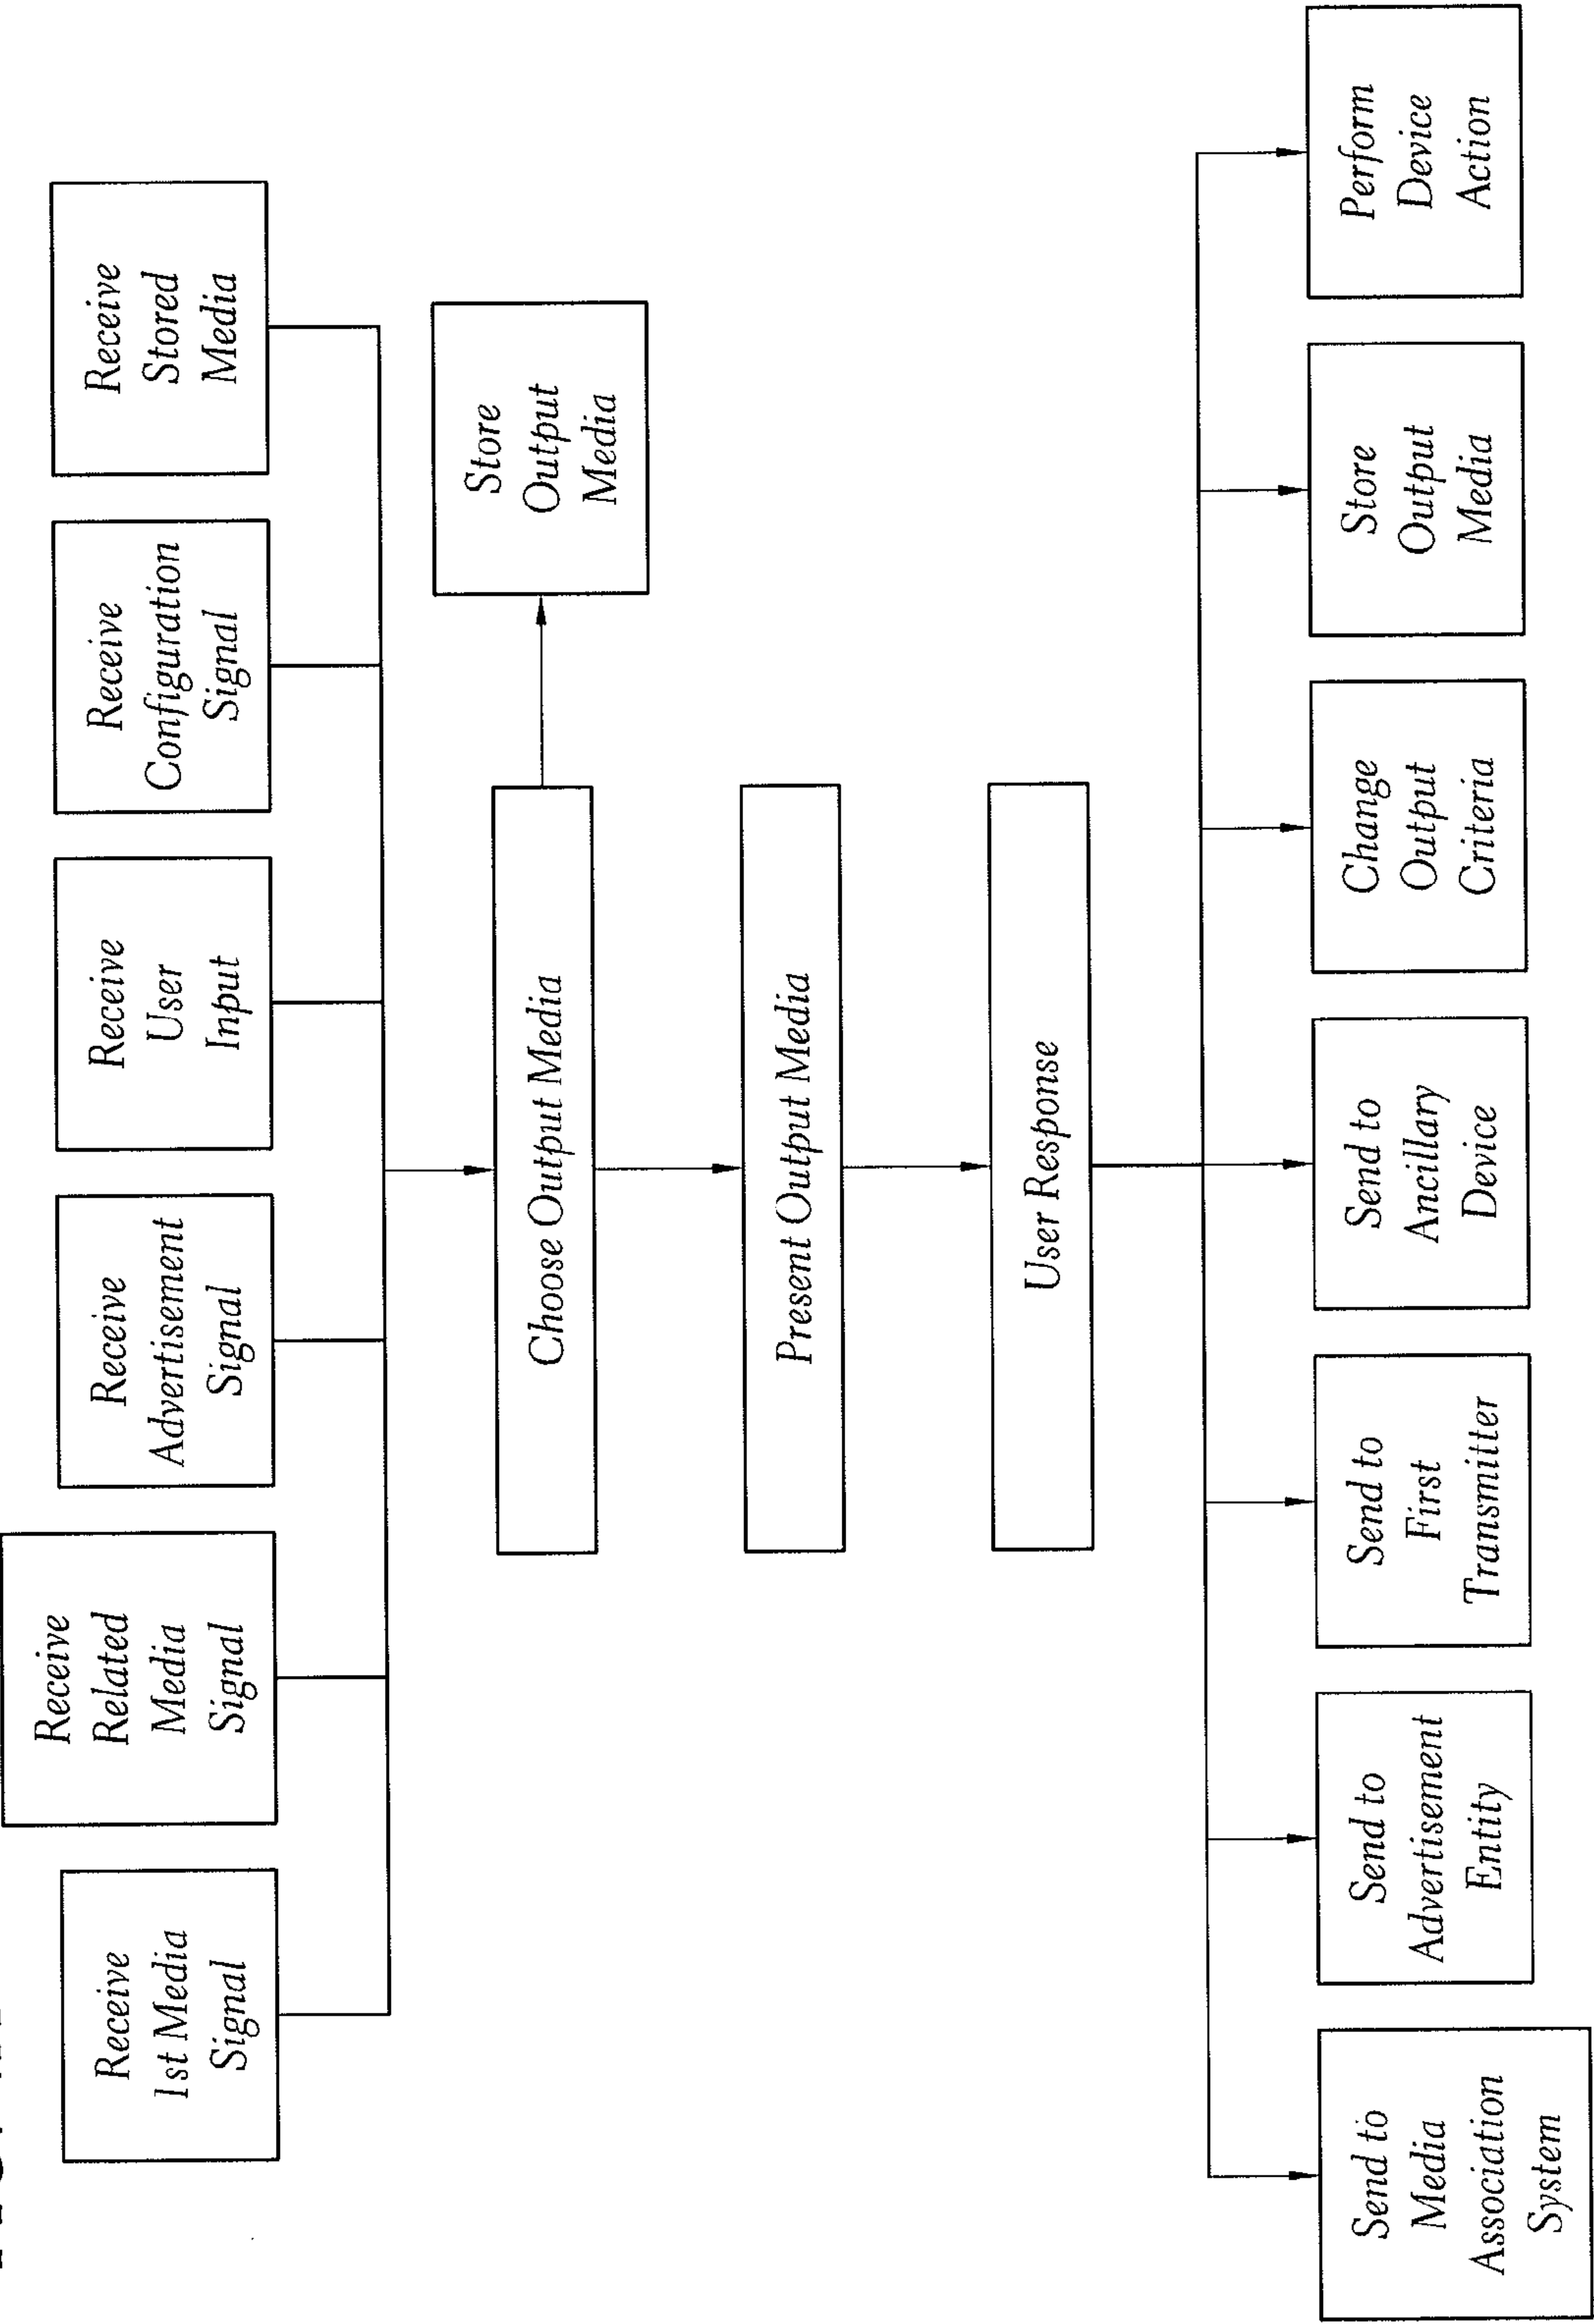 Receive
1st Media
Signal
Receive
Related
Media
Signal
Receive
Advertisement
Signal
Receive
User
Input
Receive
Configuration
Signal
Receive
Stored
Media
Choose Output Media
Store
Output
Media
Present Output Media
User Response
Send to
Media
Association
System
Send to
Advertisement
Entity
Send to
First
Transmitter
Send to
Ancillary
Device
Change
Output
Criteria
Store
Output
Media
Perform
Device
Action